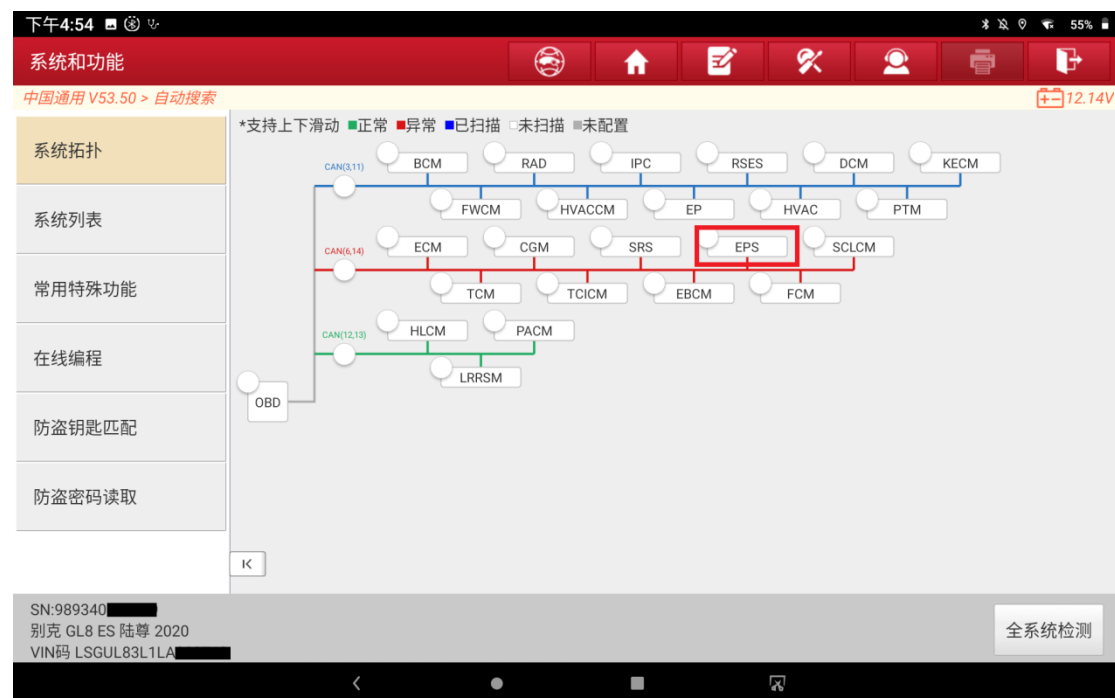 下午4:54
55%
系统和功能
中国通用 V53.50 > 自动搜索
12.14V
系统拓扑
系统列表
常用特殊功能
在线编程
防盗钥匙匹配
防盗密码读取
*支持上下滑动 正常 异常 已扫描 未扫描 未配置
CAN(3,11)
BCM RAD IPC RSES DCM KECM
FWCM HVACCM EP HVAC PTM
CAN(6,14)
ECM CGM SRS EPS SCLCM
TCM TCICM EBCM FCM
CAN(12,13)
HLCM PACM
LRRSM
OBD
SN:989340
别克 GL8 ES 陆尊 2020
VIN码 LSGUL83L1LA
全系统检测